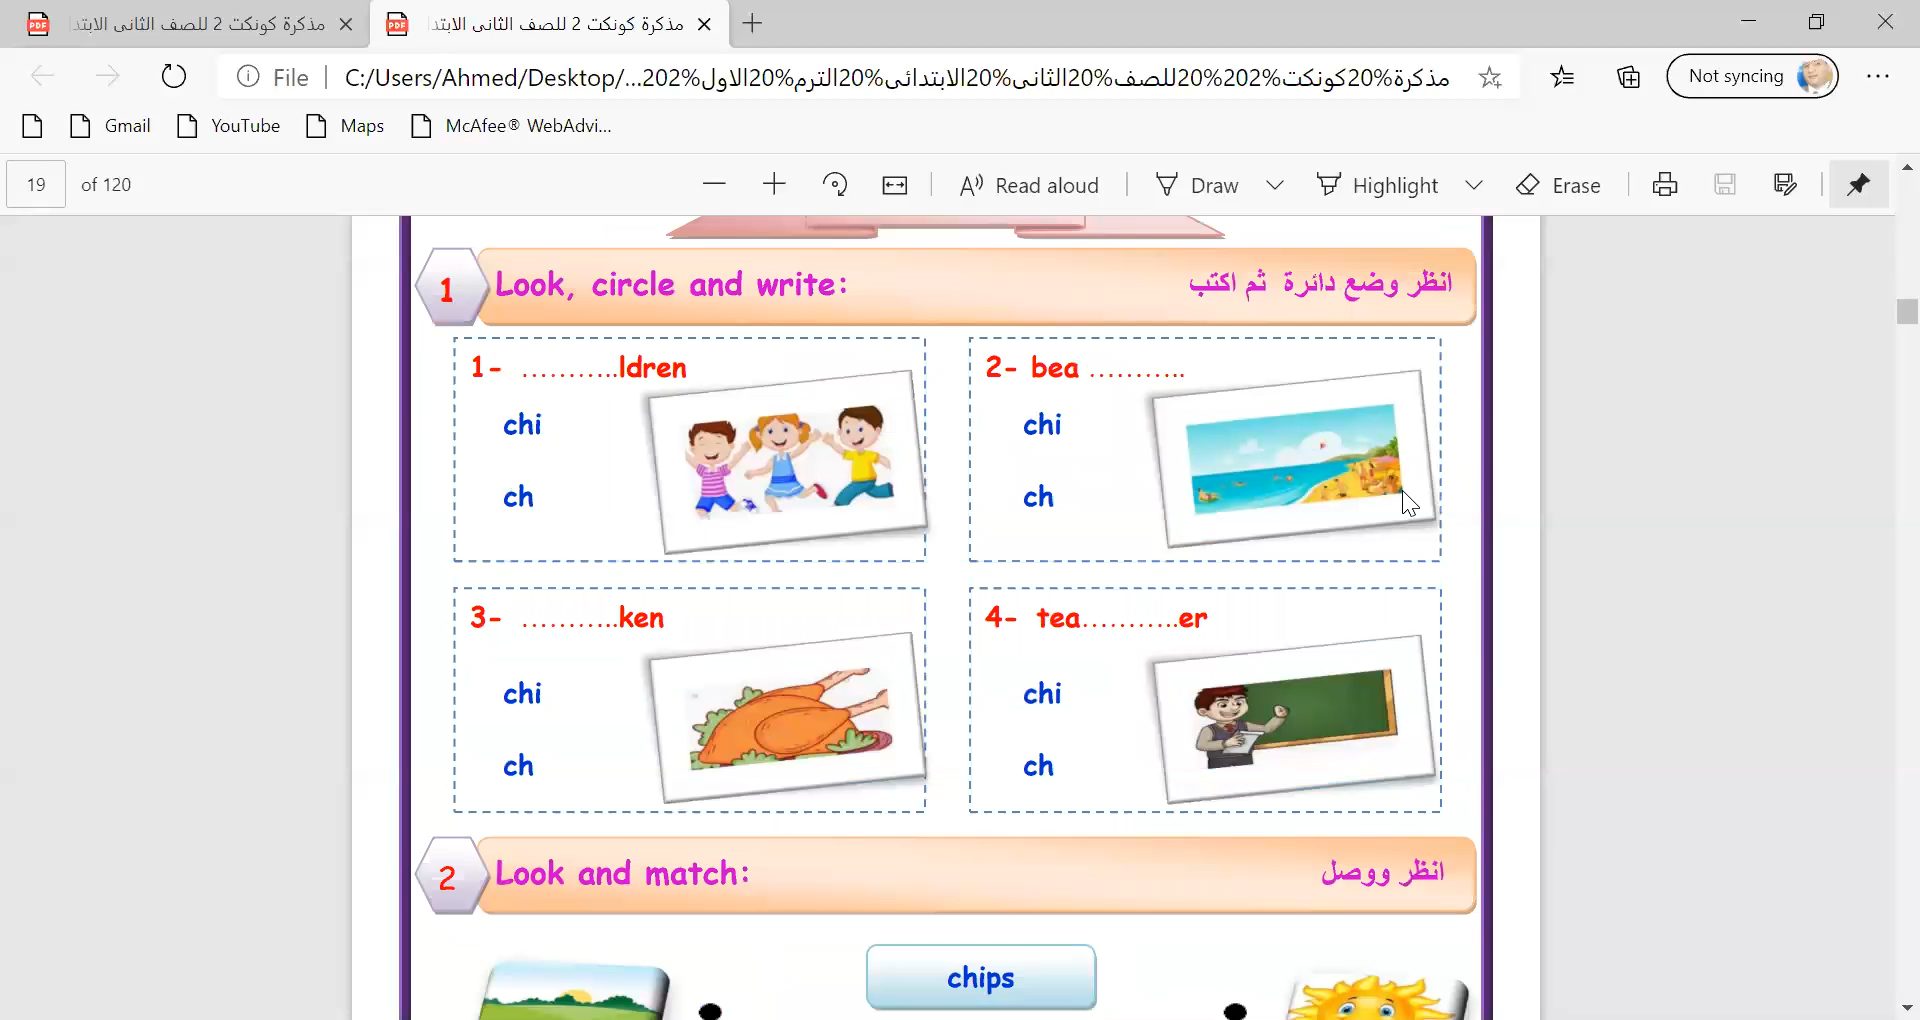 مذكرة كونكت 2 للصف الثانى الابتدا
مذكرة كونكت 2 للصف الثانى الابتدا
File
C:/Users/Ahmed/Desktop/...مذكرة%20كونكت%202%20للصف%20الثانى%20الابتدائى%20الترم%20الاول%202
Not syncing
Gmail
YouTube
Maps
McAfee® WebAdvi...
19 of 120
Read aloud
Draw
Highlight
Erase
1 Look, circle and write: انظر وضع دائرة ثم اكتب
1- ...........ldren
chi
ch
2- bea ...........
chi
ch
3- ...........ken
chi
ch
4- tea...........er
chi
ch
2 Look and match: انظر ووصل
chips